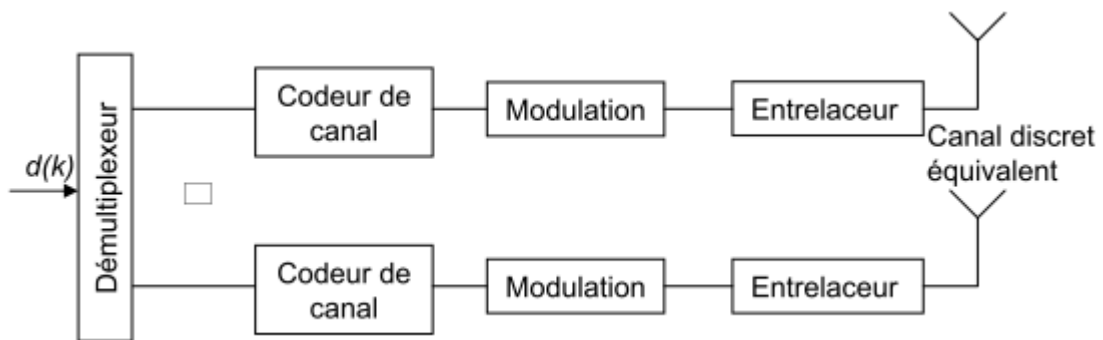 Démultiplexeur
d(k)
Codeur de
canal
Modulation
Entrelaceur
Canal discret
équivalent
Codeur de
canal
Modulation
Entrelaceur